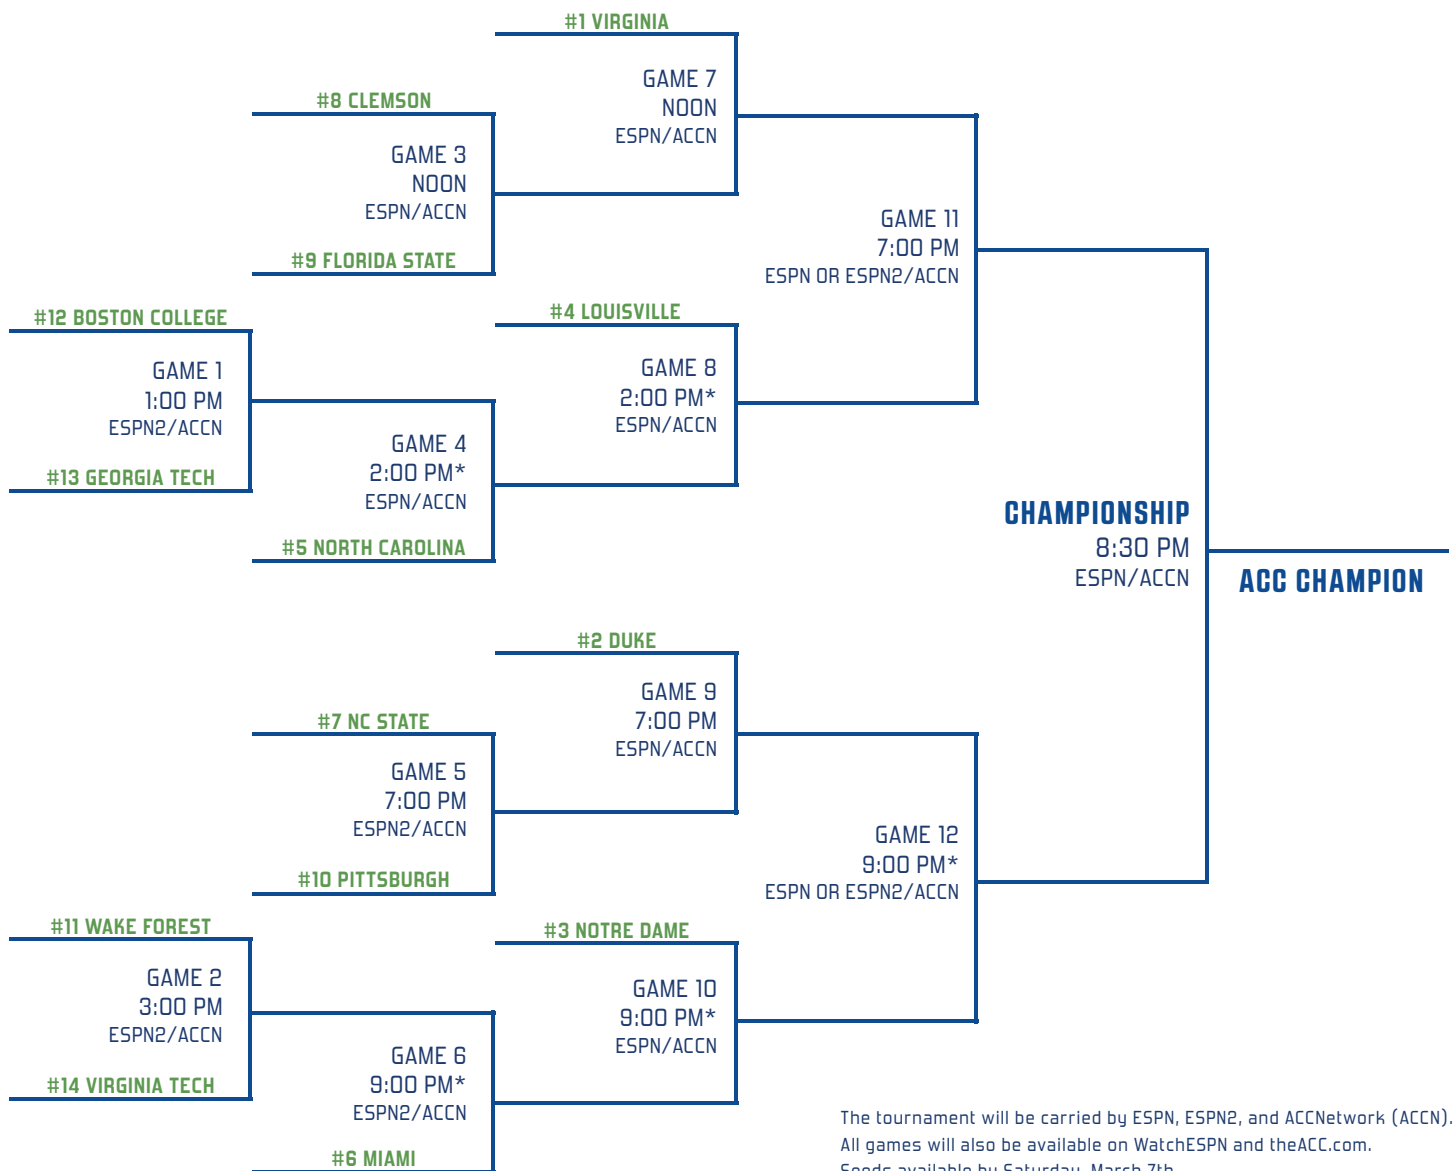 #1 VIRGINIA
GAME 7
NOON
ESPN/ACCN
#8 CLEMSON
GAME 3
NOON
ESPN/ACCN
#9 FLORIDA STATE
GAME 11
7:00 PM
ESPN OR ESPN2/ACCN
#12 BOSTON COLLEGE
GAME 1
1:00 PM
ESPN2/ACCN
#13 GEORGIA TECH
#4 LOUISVILLE
GAME 8
2:00 PM*
ESPN/ACCN
GAME 4
2:00 PM*
ESPN/ACCN
#5 NORTH CAROLINA
CHAMPIONSHIP
8:30 PM
ESPN/ACCN
ACC CHAMPION
#2 DUKE
GAME 9
7:00 PM
ESPN/ACCN
#7 NC STATE
GAME 5
7:00 PM
ESPN2/ACCN
#10 PITTSBURGH
GAME 12
9:00 PM*
ESPN OR ESPN2/ACCN
#11 WAKE FOREST
GAME 2
3:00 PM
ESPN2/ACCN
#14 VIRGINIA TECH
#3 NOTRE DAME
GAME 10
9:00 PM*
ESPN/ACCN
GAME 6
9:00 PM*
ESPN2/ACCN
#6 MIAMI
The tournament will be carried by ESPN, ESPN2, and ACCNetwork (ACCN).
All games will also be available on WatchESPN and theACC.com.
Seeds available by Saturday, March 7th